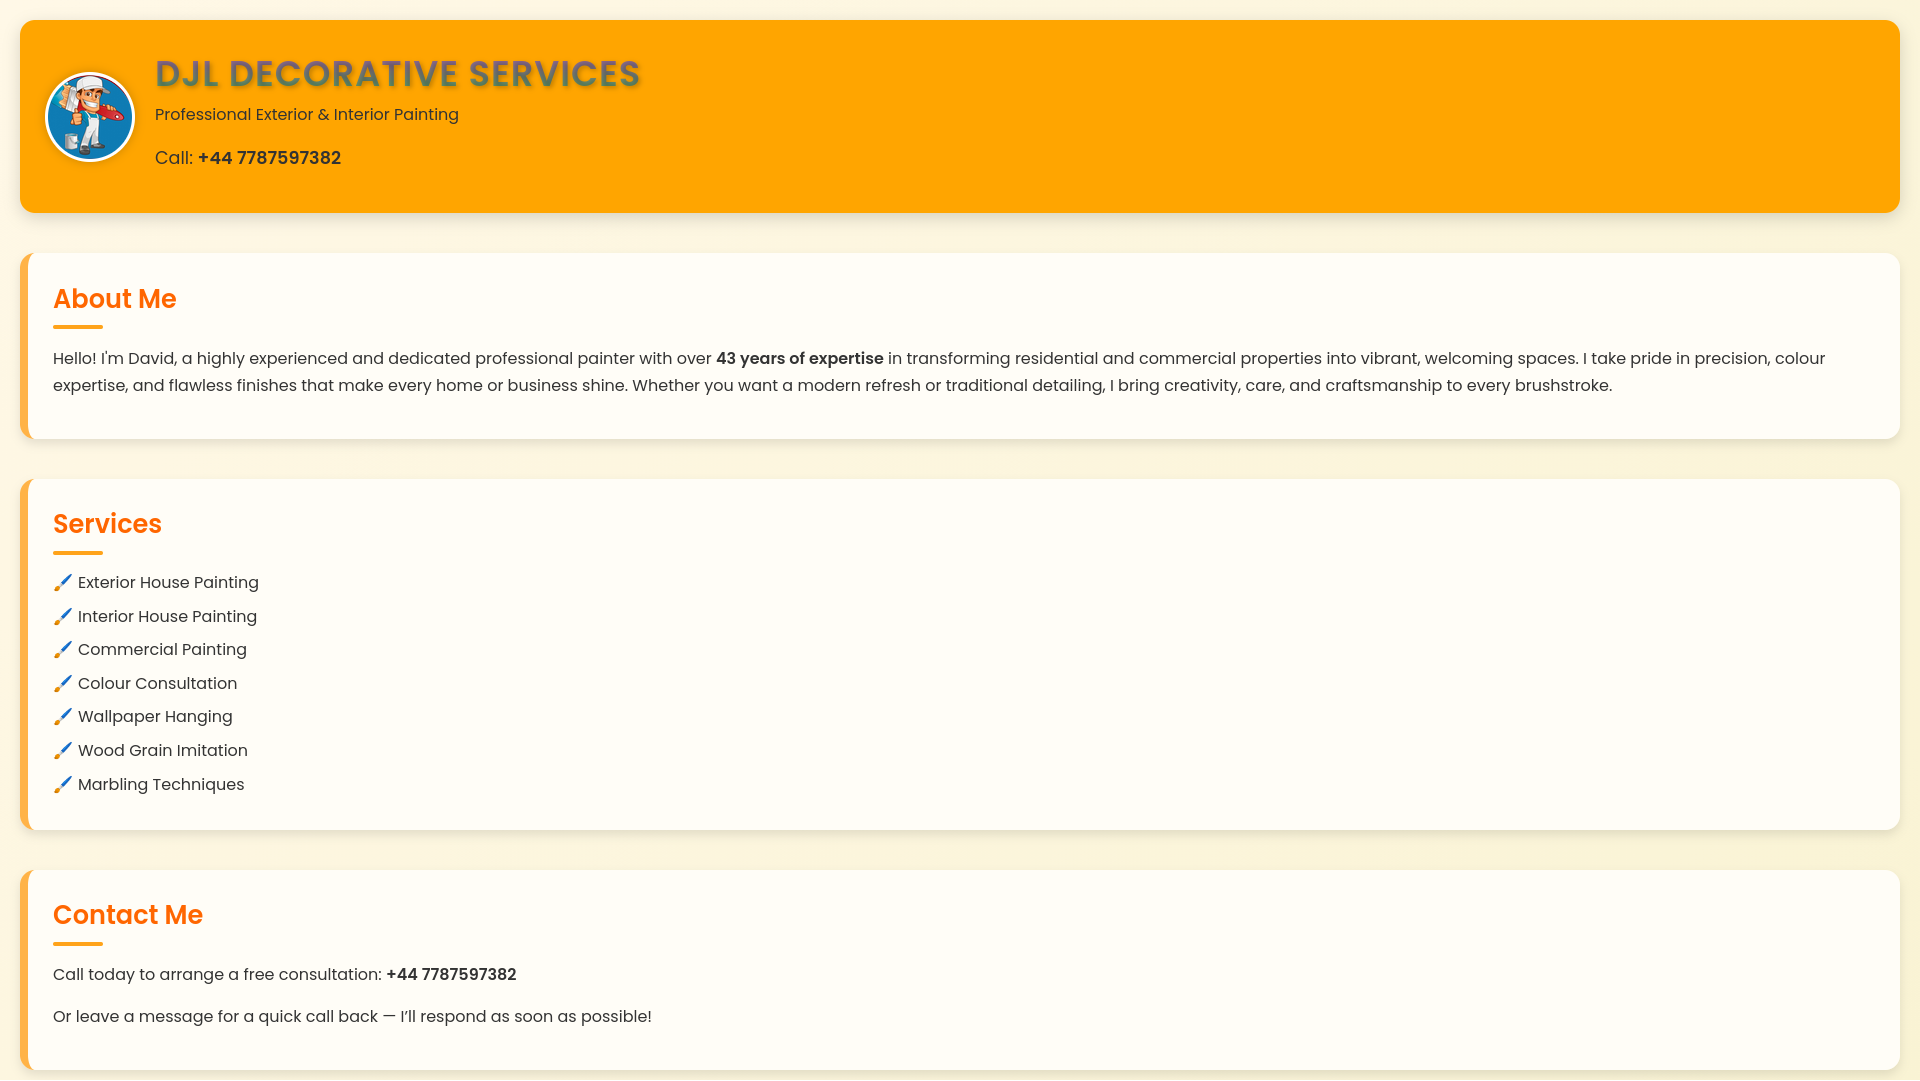 DJL DECORATIVE SERVICES
Professional Exterior & Interior Painting
Call: +44 7787597382
About Me
Hello! I'm David, a highly experienced and dedicated professional painter with over 43 years of expertise in transforming residential and commercial properties into vibrant, welcoming spaces. I take pride in precision, colour
expertise, and flawless finishes that make every home or business shine. Whether you want a modern refresh or traditional detailing, I bring creativity, care, and craftsmanship to every brushstroke.
Services
Exterior House Painting
Interior House Painting
Commercial Painting
Colour Consultation
Wallpaper Hanging
Wood Grain Imitation
Marbling Techniques
Contact Me
Call today to arrange a free consultation: +44 7787597382
Or leave a message for a quick call back — I’ll respond as soon as possible!